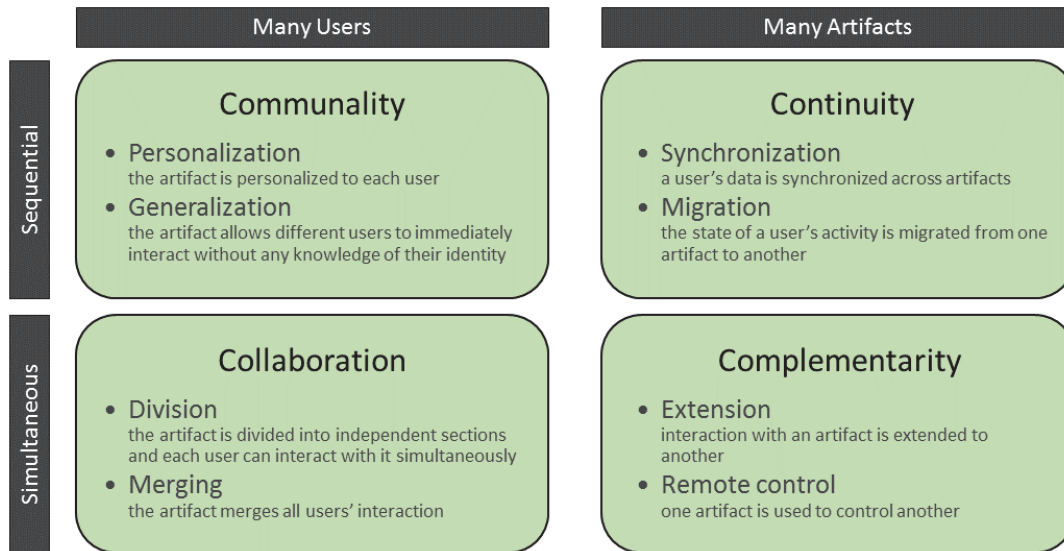 Many Users
Many Artifacts
Sequential
Communality
• Personalization
the artifact is personalized to each user
• Generalization
the artifact allows different users to immediately
interact without any knowledge of their identity
Continuity
• Synchronization
a user's data is synchronized across artifacts
• Migration
the state of a user's activity is migrated from one
artifact to another
Simultaneous
Collaboration
• Division
the artifact is divided into independent sections
and each user can interact with it simultaneously
• Merging
the artifact merges all users' interaction
Complementarity
• Extension
interaction with an artifact is extended to
another
• Remote control
one artifact is used to control another